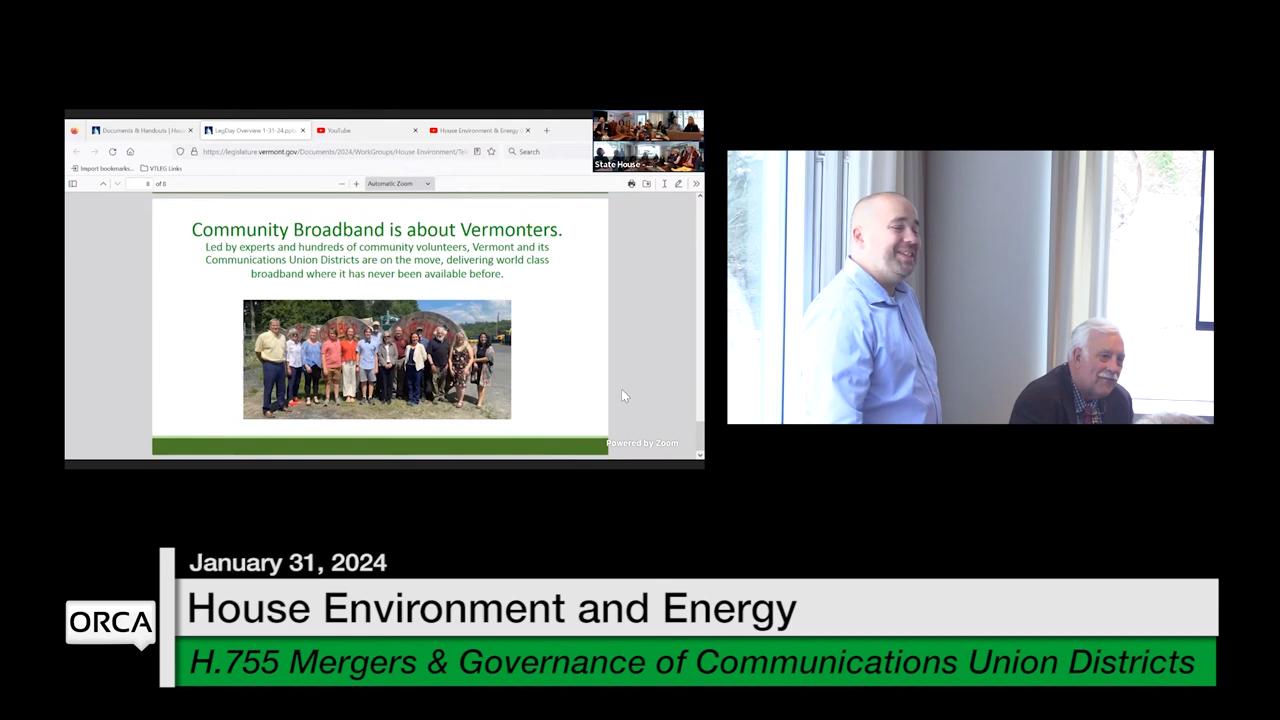 Documents & Handouts | Hous
LegDay Overview 1-31-24.pptx
YouTube
House Environment & Energy
https://legislature.vermont.gov/Documents/2024/WorkGroups/House Environment/Tel
Search
Import bookmarks...
VTLEG Links
State House -
8 of 8
Automatic Zoom
Community Broadband is about Vermonters.
Led by experts and hundreds of community volunteers, Vermont and its
Communications Union Districts are on the move, delivering world class
broadband where it has never been available before.
Powered by Zoom
January 31, 2024
House Environment and Energy
ORCA
H.755 Mergers & Governance of Communications Union Districts